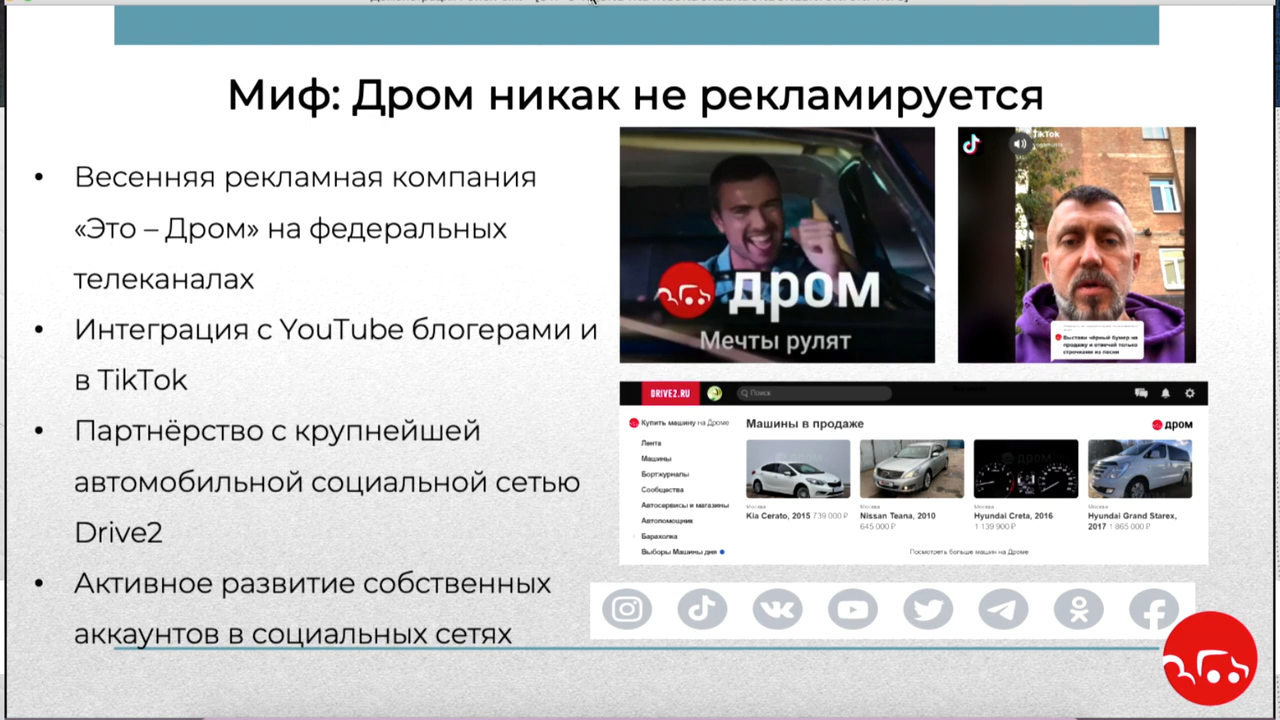 Миф: Дром никак не рекламируется
Весенняя рекламная компания
«Это – Дром» на федеральных
телеканалах
Интеграция с YouTube блогерами и
в TikTok
Партнёрство с крупнейшей
автомобильной социальной сетью
Drive2
Активное развитие собственных
аккаунтов в социальных сетях
дром
Мечты рулят
TikTok
Выстави чёрный бумер на
продажу и отвечай только
строчками из песни
DRIVE2.RU
Поиск
Купить машину на Дроме
Лента
Машины
Бортжурналы
Сообщества
Автосервисы и магазины
Автопомощник
Барахолка
Выборы Машины дня
Машины в продаже
дром
Москва
Kia Cerato, 2015 739 000 ₽
Москва
Nissan Teana, 2010
645 000 ₽
Москва
Hyundai Creta, 2016
1 139 900 ₽
Москва
Hyundai Grand Starex,
2017 1 865 000 ₽
Посмотреть больше машин на Дроме